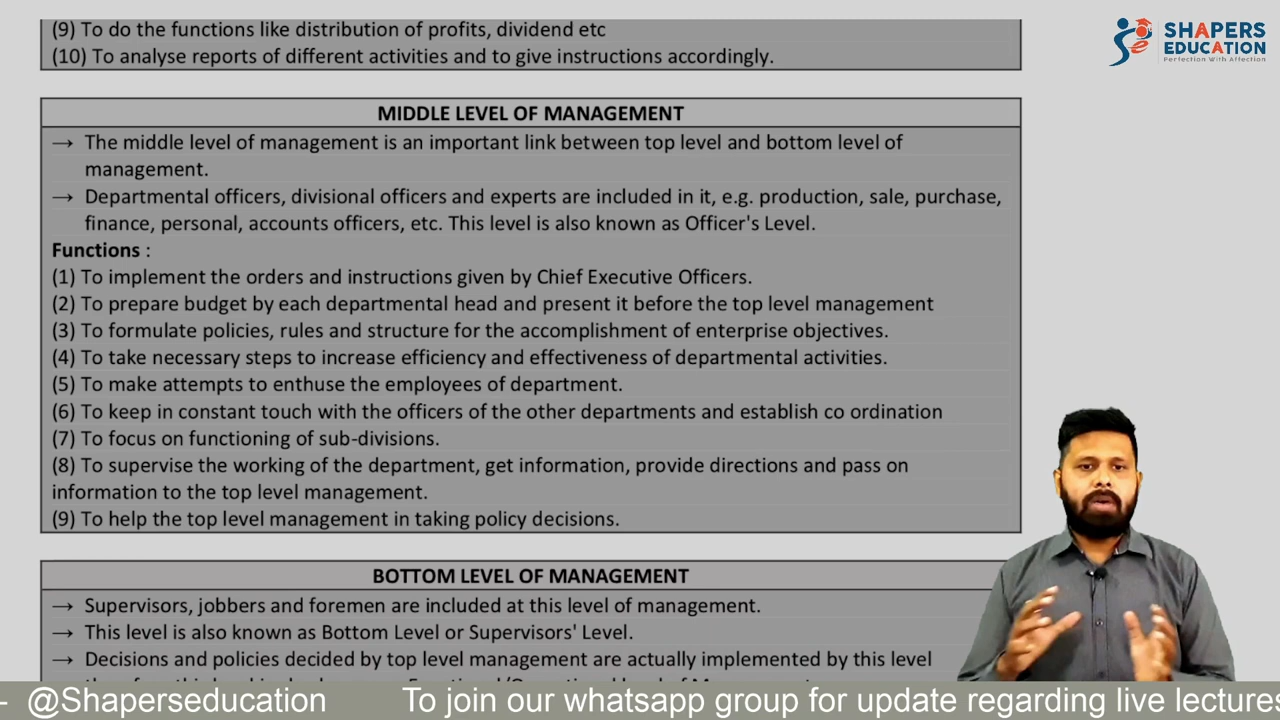 (9) To do the functions like distribution of profits, dividend etc
(10) To analyse reports of different activities and to give instructions accordingly.
SHAPERS
EDUCATION
Perfection With Affection
MIDDLE LEVEL OF MANAGEMENT
→ The middle level of management is an important link between top level and bottom level of
management.
→ Departmental officers, divisional officers and experts are included in it, e.g. production, sale, purchase,
finance, personal, accounts officers, etc. This level is also known as Officer's Level.
Functions :
(1) To implement the orders and instructions given by Chief Executive Officers.
(2) To prepare budget by each departmental head and present it before the top level management
(3) To formulate policies, rules and structure for the accomplishment of enterprise objectives.
(4) To take necessary steps to increase efficiency and effectiveness of departmental activities.
(5) To make attempts to enthuse the employees of department.
(6) To keep in constant touch with the officers of the other departments and establish co ordination
(7) To focus on functioning of sub-divisions.
(8) To supervise the working of the department, get information, provide directions and pass on
information to the top level management.
(9) To help the top level management in taking policy decisions.
BOTTOM LEVEL OF MANAGEMENT
→ Supervisors, jobbers and foremen are included at this level of management.
→ This level is also known as Bottom Level or Supervisors' Level.
→ Decisions and policies decided by top level management are actually implemented by this level
- @Shaperseducation To join our whatsapp group for update regarding live lectures